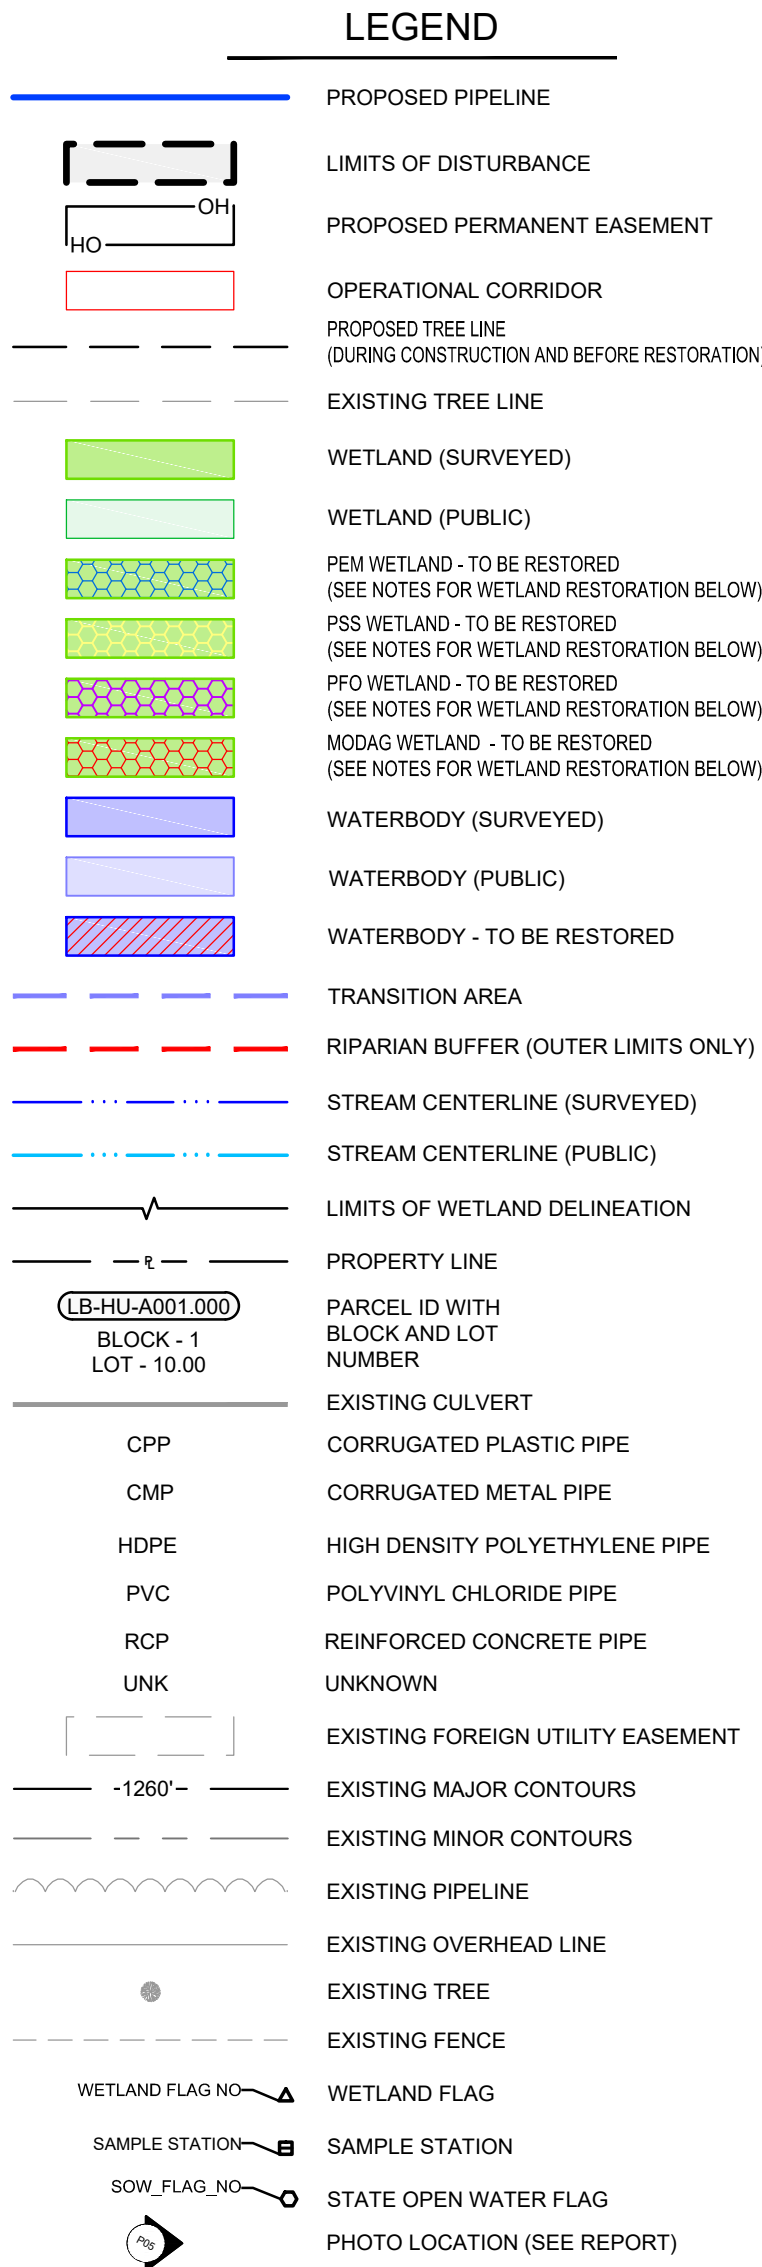 LEGEND
PROPOSED PIPELINE
LIMITS OF DISTURBANCE
OH
HO
PROPOSED PERMANENT EASEMENT
OPERATIONAL CORRIDOR
PROPOSED TREE LINE
(DURING CONSTRUCTION AND BEFORE RESTORATION)
EXISTING TREE LINE
WETLAND (SURVEYED)
WETLAND (PUBLIC)
PEM WETLAND - TO BE RESTORED
(SEE NOTES FOR WETLAND RESTORATION BELOW)
PSS WETLAND - TO BE RESTORED
(SEE NOTES FOR WETLAND RESTORATION BELOW)
PFO WETLAND - TO BE RESTORED
(SEE NOTES FOR WETLAND RESTORATION BELOW)
MODAG WETLAND - TO BE RESTORED
(SEE NOTES FOR WETLAND RESTORATION BELOW)
WATERBODY (SURVEYED)
WATERBODY (PUBLIC)
WATERBODY - TO BE RESTORED
TRANSITION AREA
RIPARIAN BUFFER (OUTER LIMITS ONLY)
STREAM CENTERLINE (SURVEYED)
STREAM CENTERLINE (PUBLIC)
LIMITS OF WETLAND DELINEATION
℄ PROPERTY LINE
LB-HU-A001.000
BLOCK - 1
LOT - 10.00
PARCEL ID WITH
BLOCK AND LOT
NUMBER
EXISTING CULVERT
CPP CORRUGATED PLASTIC PIPE
CMP CORRUGATED METAL PIPE
HDPE HIGH DENSITY POLYETHYLENE PIPE
PVC POLYVINYL CHLORIDE PIPE
RCP REINFORCED CONCRETE PIPE
UNK UNKNOWN
EXISTING FOREIGN UTILITY EASEMENT
-1260'- EXISTING MAJOR CONTOURS
EXISTING MINOR CONTOURS
EXISTING PIPELINE
EXISTING OVERHEAD LINE
EXISTING TREE
EXISTING FENCE
WETLAND FLAG NO WETLAND FLAG
SAMPLE STATION SAMPLE STATION
SOW_FLAG_NO STATE OPEN WATER FLAG
P05 PHOTO LOCATION (SEE REPORT)